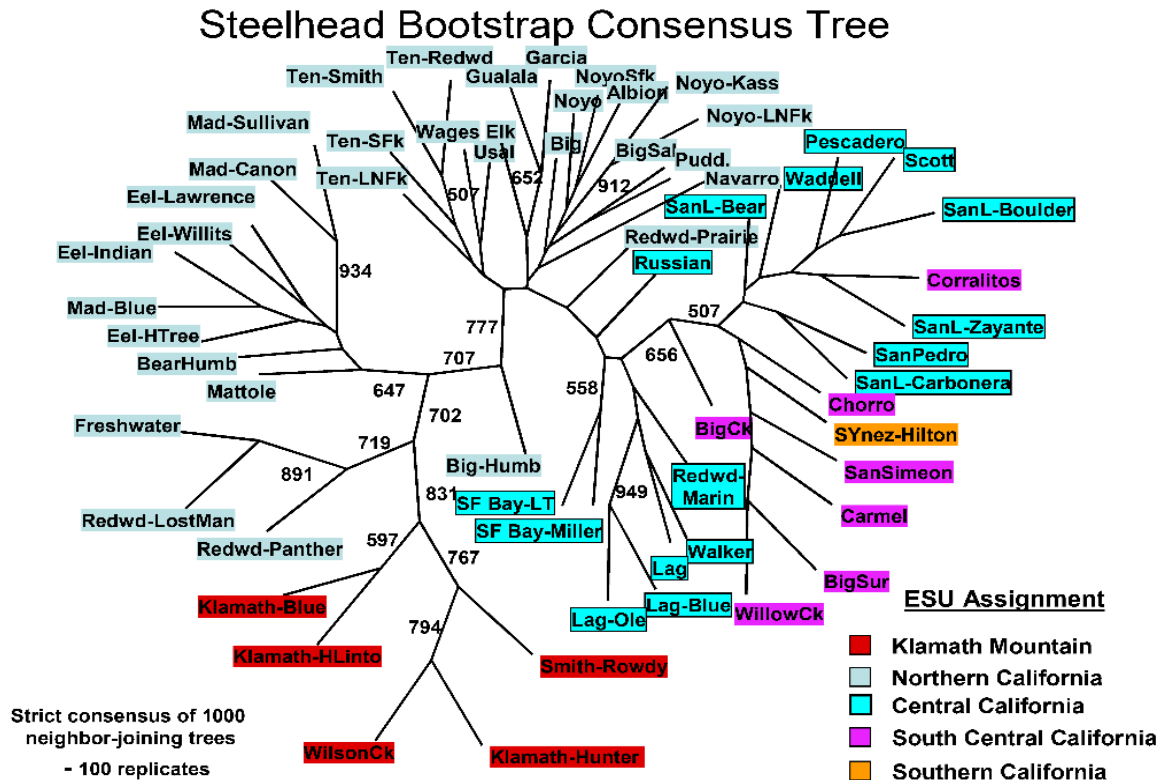 Steelhead Bootstrap Consensus Tree
Ten-Redwd
Garcia
Ten-Smith
Gualala
NoyoSfk
Noyo-Kass
Albion
Noyo
Mad-Sullivan
Noyo-LNFk
Wages
Elk
Ten-SFk
Usal
Big
BigSal
Pudd.
Pescadero
Scott
Mad-Canon
Ten-LNFk
507
652
912
Navarro
Waddell
Eel-Lawrence
SanL-Bear
SanL-Boulder
Eel-Willits
Redwd-Prairie
Eel-Indian
Russian
934
Corralitos
Mad-Blue
507
Eel-HTree
777
SanL-Zayante
BearHumb
707
656
SanPedro
Mattole
647
558
SanL-Carbonera
702
Chorro
Freshwater
719
BigCk
SYnez-Hilton
891
Big-Humb
SanSimeon
831
949
Redwd-
Marin
SF Bay-LT
Redwd-LostMan
SF Bay-Miller
Carmel
Redwd-Panther
597
767
Walker
Lag
BigSur
Klamath-Blue
Lag-Blue
WillowCk
Lag-Ole
794
Klamath-HLinto
Smith-Rowdy
WilsonCk
Klamath-Hunter
ESU Assignment
Klamath Mountain
Northern California
Central California
South Central California
Southern California
Strict consensus of 1000
neighbor-joining trees
- 100 replicates